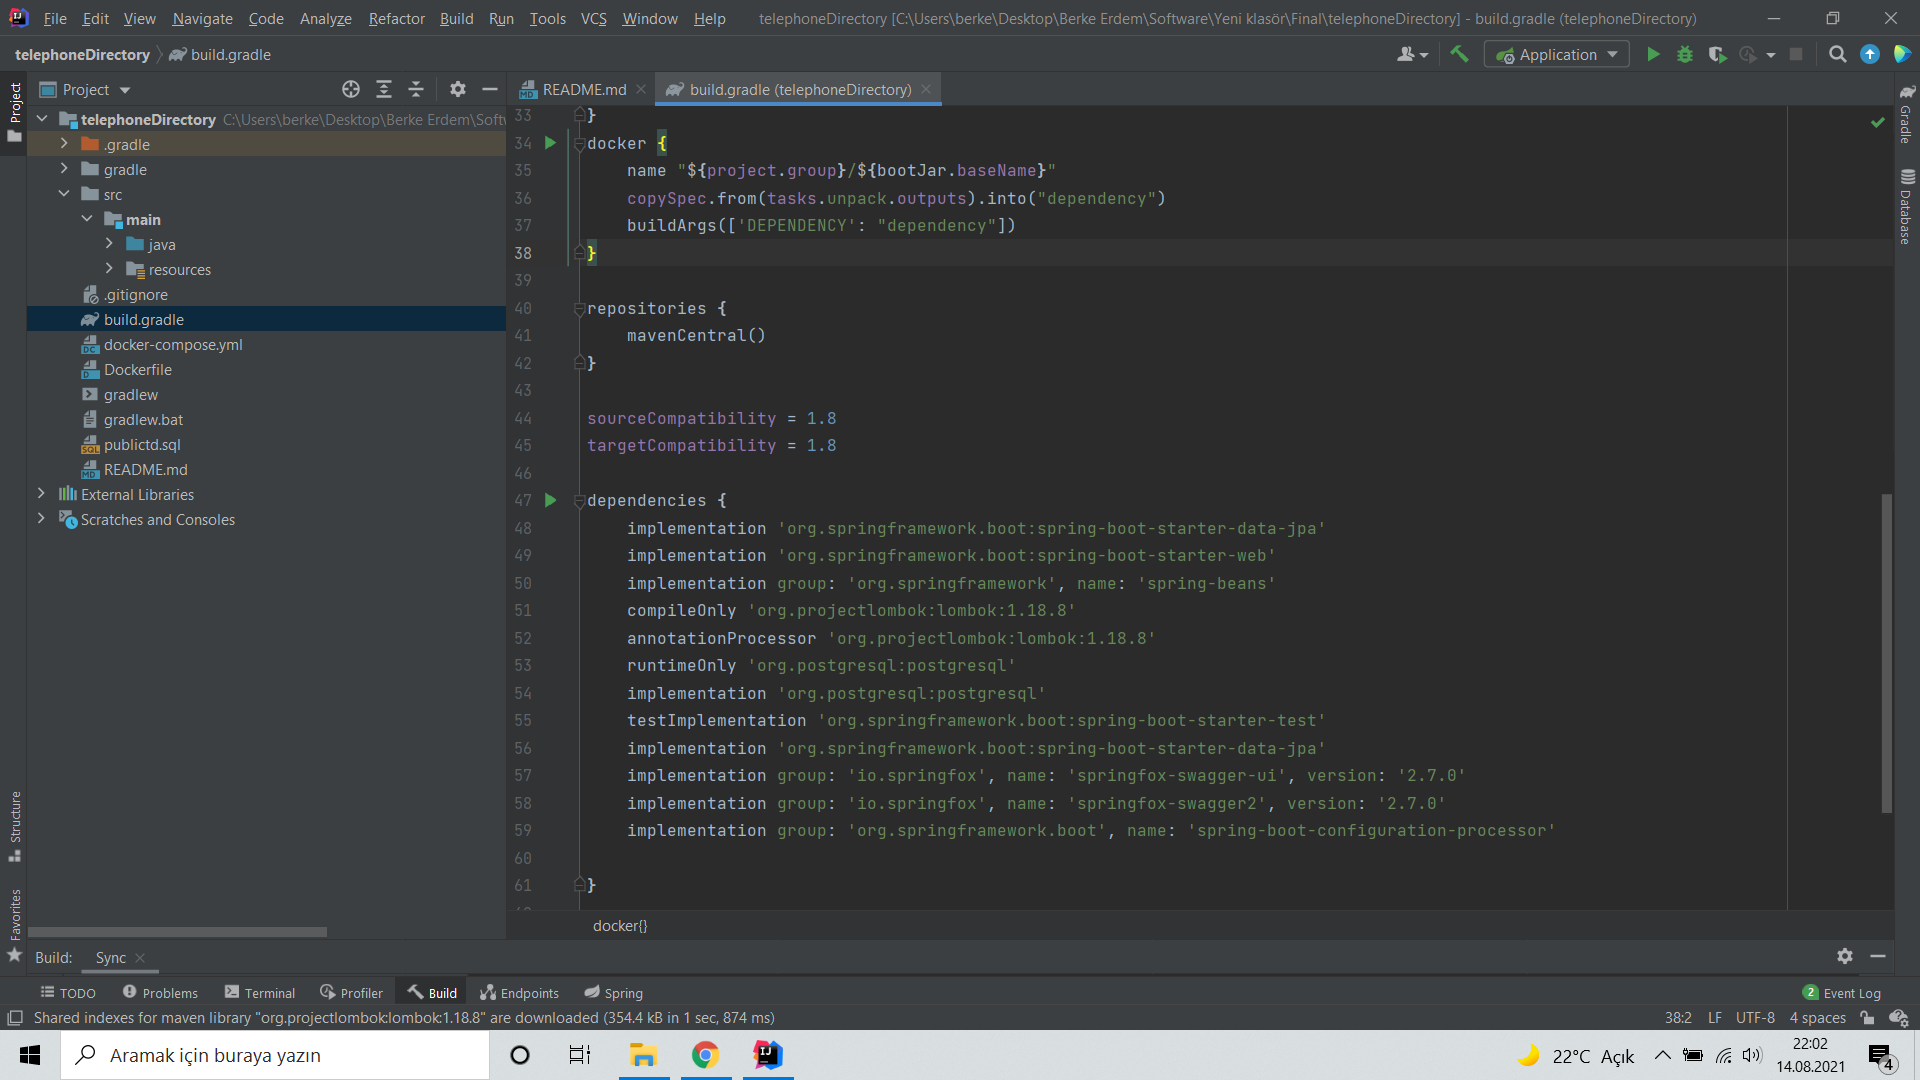 File Edit View Navigate Code Analyze Refactor Build Run Tools VCS Window Help telephoneDirectory [C:\Users\berke\Desktop\Berke Erdem\Software\Yeni klasör\Final\telephoneDirectory] - build.gradle (telephoneDirectory)
telephoneDirectory build.gradle
Application
Project
README.md
build.gradle (telephoneDirectory)
Project
telephoneDirectory C:\Users\berke\Desktop\Berke Erdem\Softw
.gradle
gradle
src
main
java
resources
.gitignore
build.gradle
docker-compose.yml
Dockerfile
gradlew
gradlew.bat
publictd.sql
README.md
External Libraries
Scratches and Consoles
33 }
34 docker {
35 name "${project.group}/${bootJar.baseName}"
36 copySpec.from(tasks.unpack.outputs).into("dependency")
37 buildArgs(['DEPENDENCY': "dependency"])
38 }
39
40 repositories {
41 mavenCentral()
42 }
43
44 sourceCompatibility = 1.8
45 targetCompatibility = 1.8
46
47 dependencies {
48 implementation 'org.springframework.boot:spring-boot-starter-data-jpa'
49 implementation 'org.springframework.boot:spring-boot-starter-web'
50 implementation group: 'org.springframework', name: 'spring-beans'
51 compileOnly 'org.projectlombok:lombok:1.18.8'
52 annotationProcessor 'org.projectlombok:lombok:1.18.8'
53 runtimeOnly 'org.postgresql:postgresql'
54 implementation 'org.postgresql:postgresql'
55 testImplementation 'org.springframework.boot:spring-boot-starter-test'
56 implementation 'org.springframework.boot:spring-boot-starter-data-jpa'
57 implementation group: 'io.springfox', name: 'springfox-swagger-ui', version: '2.7.0'
58 implementation group: 'io.springfox', name: 'springfox-swagger2', version: '2.7.0'
59 implementation group: 'org.springframework.boot', name: 'spring-boot-configuration-processor'
60
61 }
docker{}
Gradle
Database
Structure
Favorites
Build: Sync
TODO Problems Terminal Profiler Build Endpoints Spring
2 Event Log
Shared indexes for maven library "org.projectlombok:lombok:1.18.8" are downloaded (354.4 kB in 1 sec, 874 ms)
38:2 LF UTF-8 4 spaces
Aramak için buraya yazın
22°C Açık
22:02
14.08.2021
4